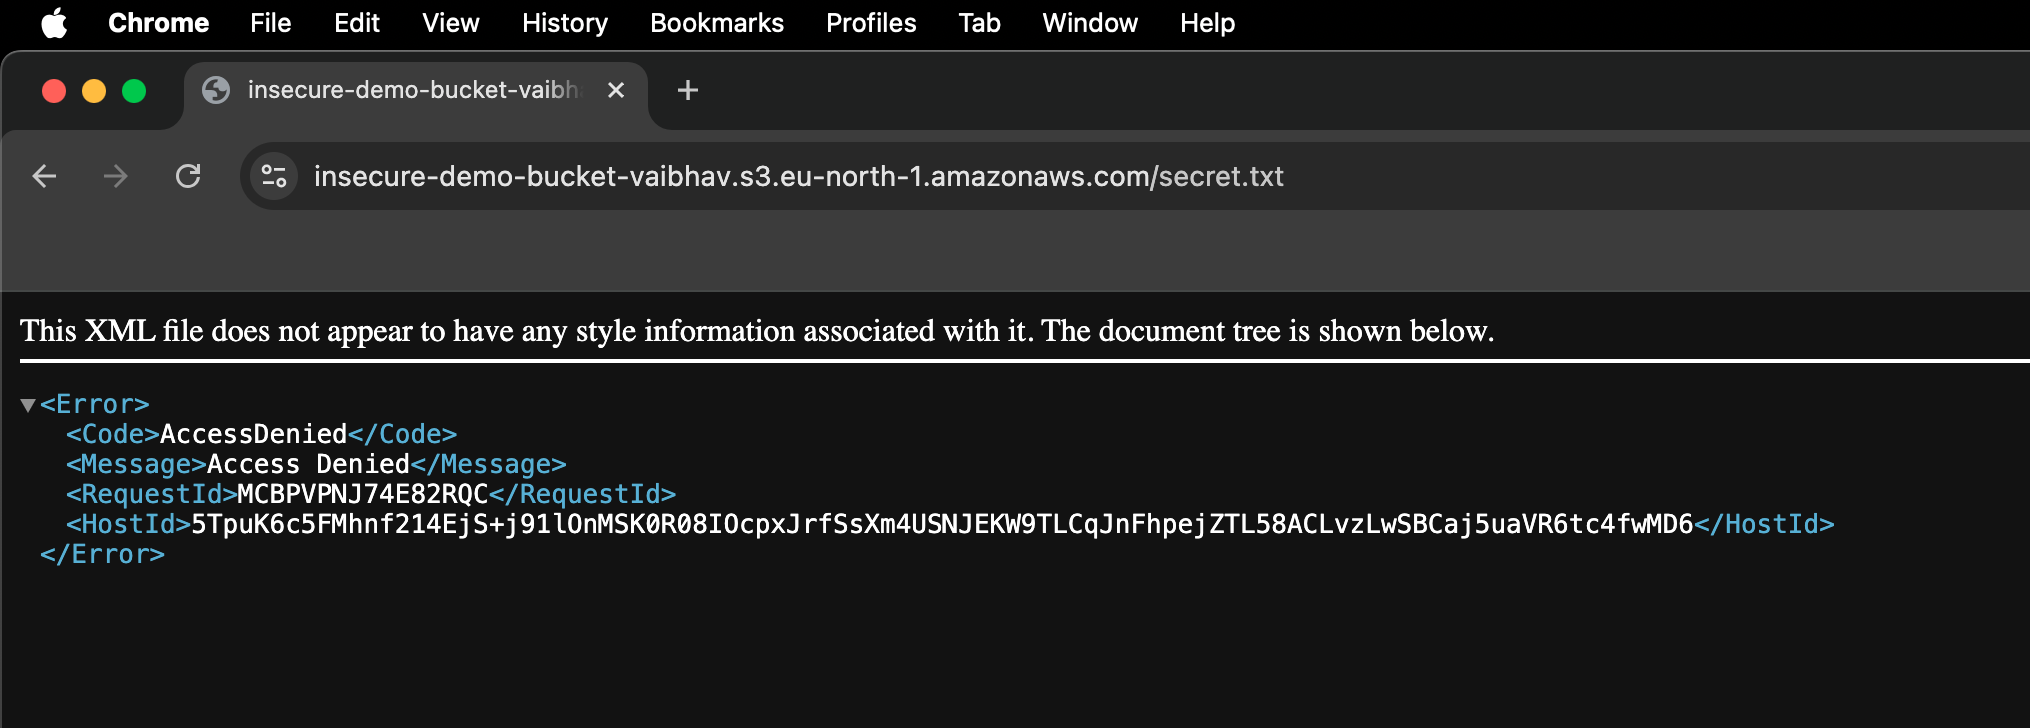 Chrome File Edit View History Bookmarks Profiles Tab Window Help
insecure-demo-bucket-vaibh
insecure-demo-bucket-vaibhav.s3.eu-north-1.amazonaws.com/secret.txt
This XML file does not appear to have any style information associated with it. The document tree is shown below.
<Error>
<Code>AccessDenied</Code>
<Message>Access Denied</Message>
<RequestId>MCBPVPNJ74E82RQC</RequestId>
<HostId>5TpuK6c5FMhnf214EjS+j91lOnMSK0R08IOcpxJrfSsXm4USNJEKW9TLCqJnFhpejZTL58ACLvzLwSBCaj5uaVR6tc4fwMD6</HostId>
</Error>